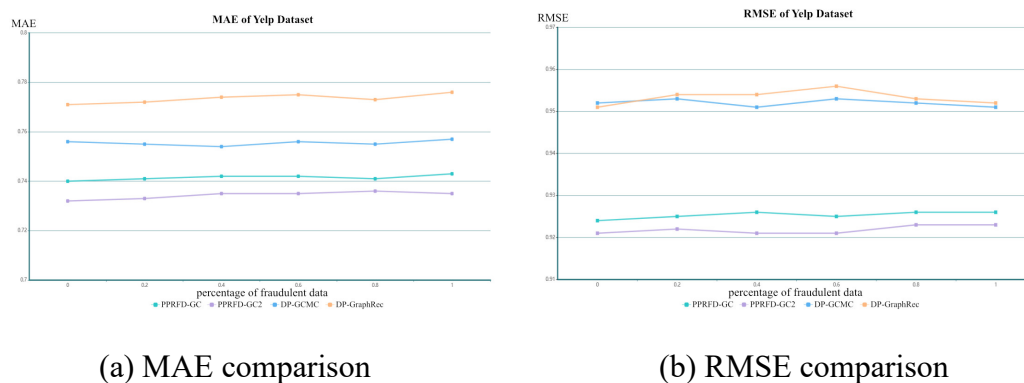 MAE of Yelp Dataset
MAE
0.8
0.78
0.76
0.74
0.72
0.7
0 0.2 0.4 0.6 0.8 1
percentage of fraudulent data
PPRFD-GC PPRFD-GC2 DP-GCMC DP-GraphRec
(a) MAE comparison
RMSE of Yelp Dataset
RMSE
0.97
0.96
0.95
0.94
0.93
0.92
0.91
0 0.2 0.4 0.6 0.8 1
percentage of fraudulent data
PPRFD-GC PPRFD-GC2 DP-GCMC DP-GraphRec
(b) RMSE comparison